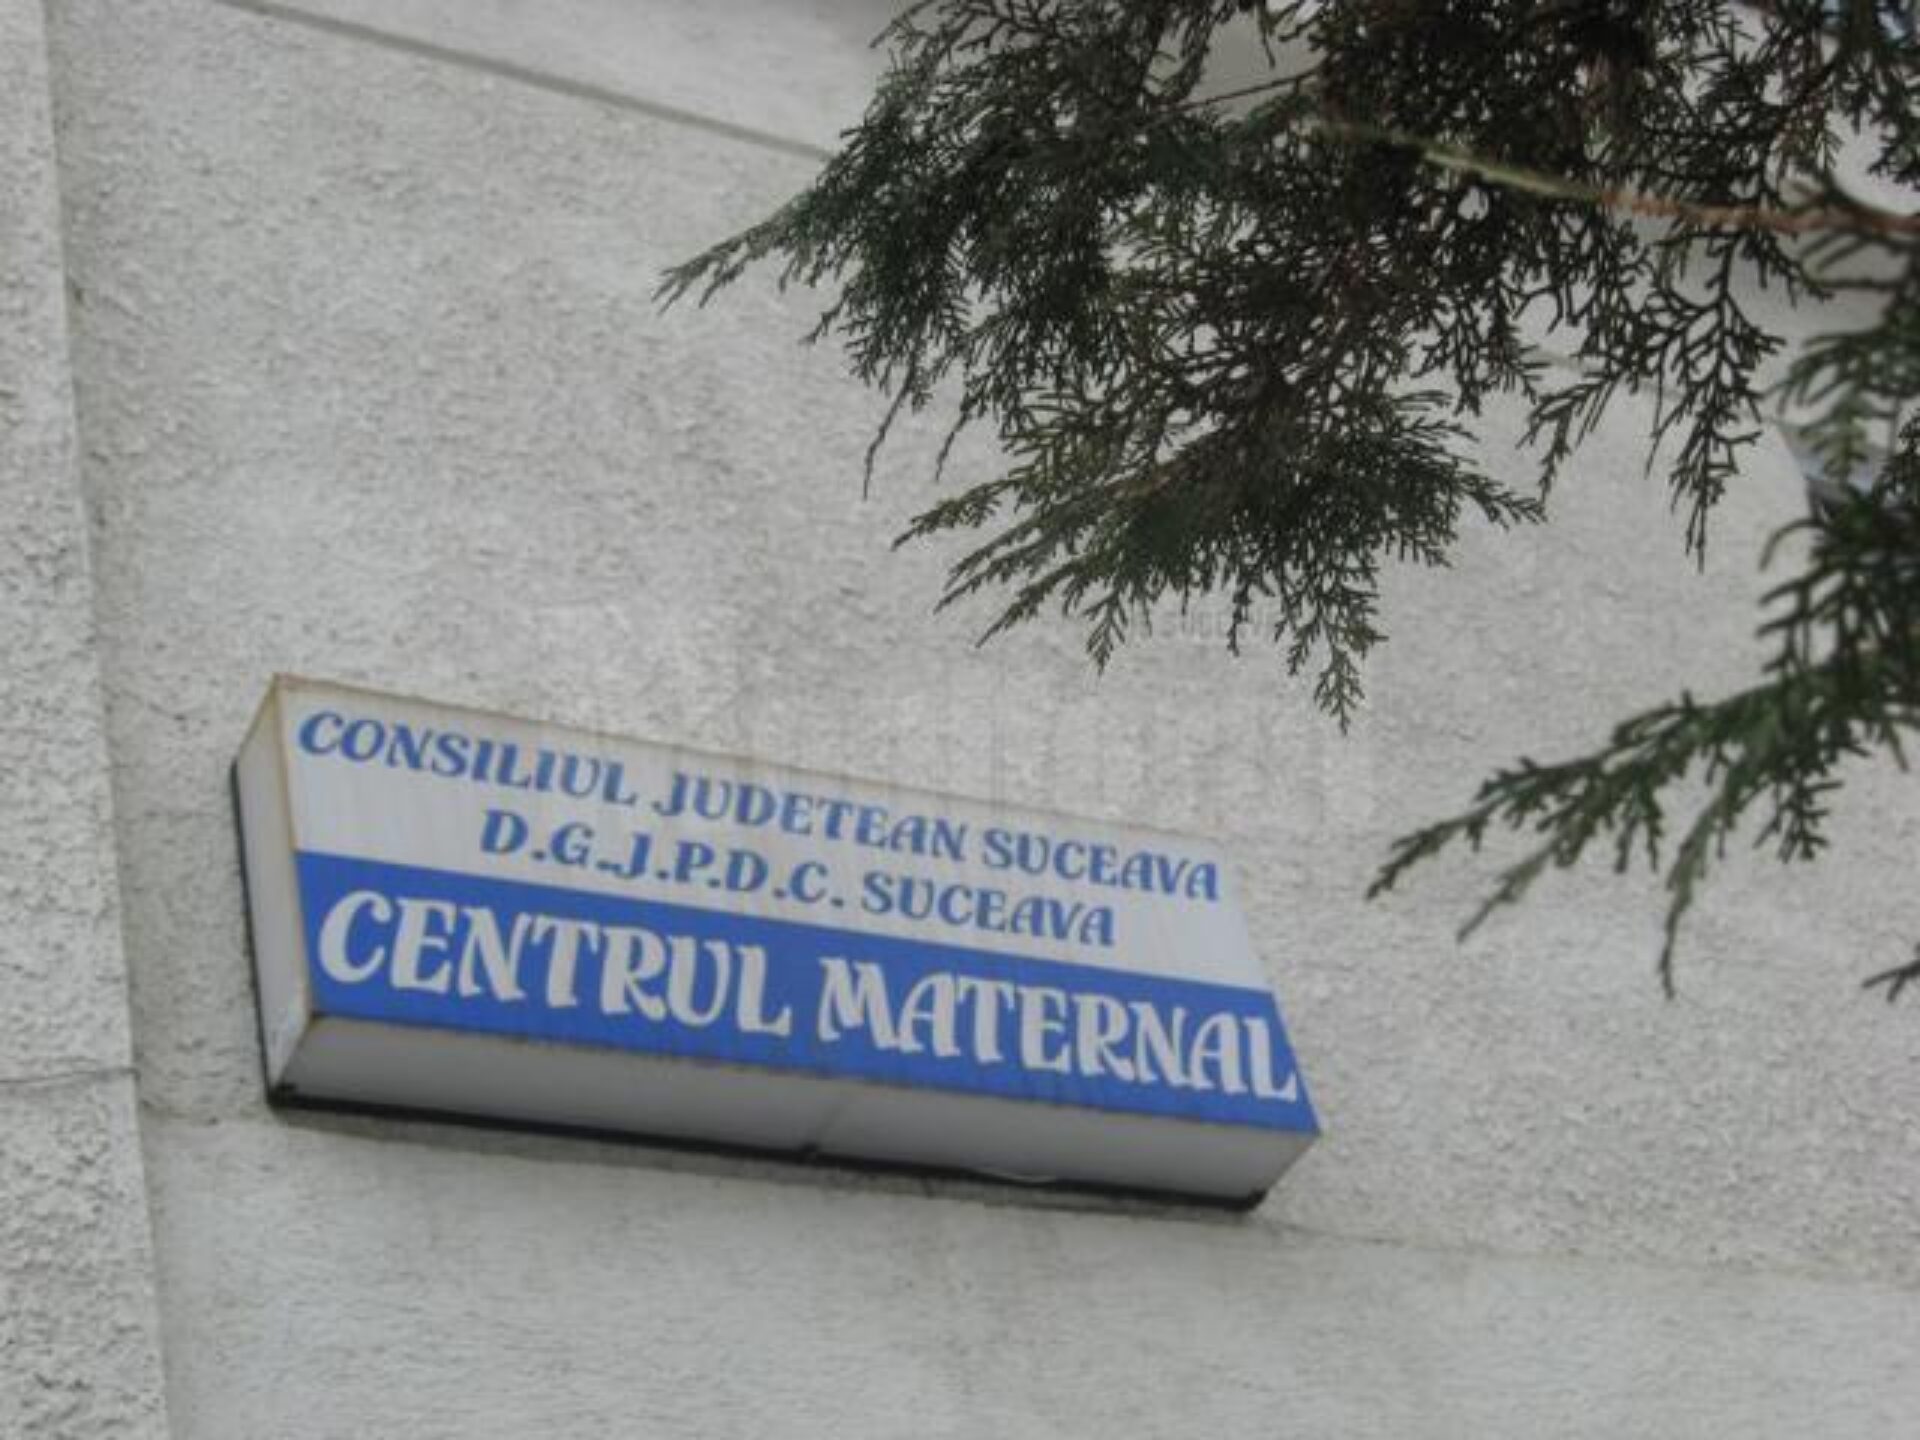 CONSILIUL JUDETEAN SUCEAVA
D.G..J.P.D.C. SUCEAVA
CENTRUL MATERNAL